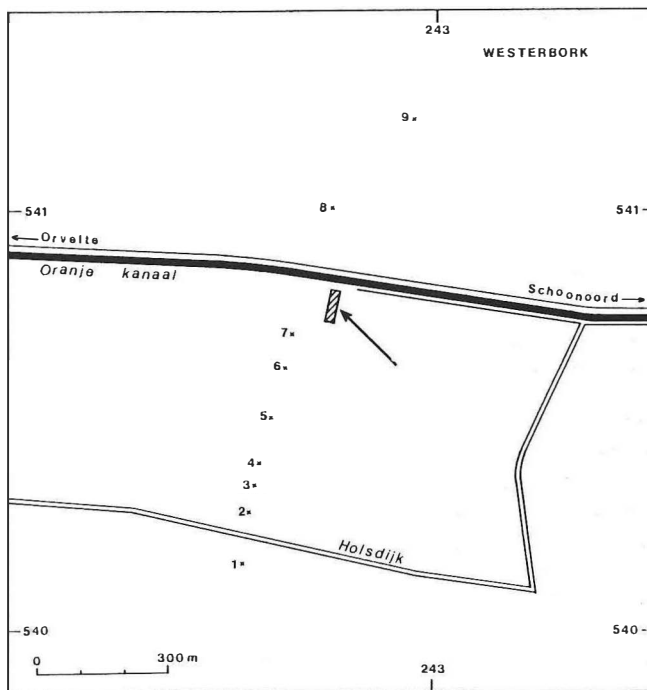 243
WESTERBORK
9
8
541 541
Orvelte
Oranje kanaal
Schoonoord
7
6
5
4
3
2
Holsdijk
1
540 540
0 300 m
243